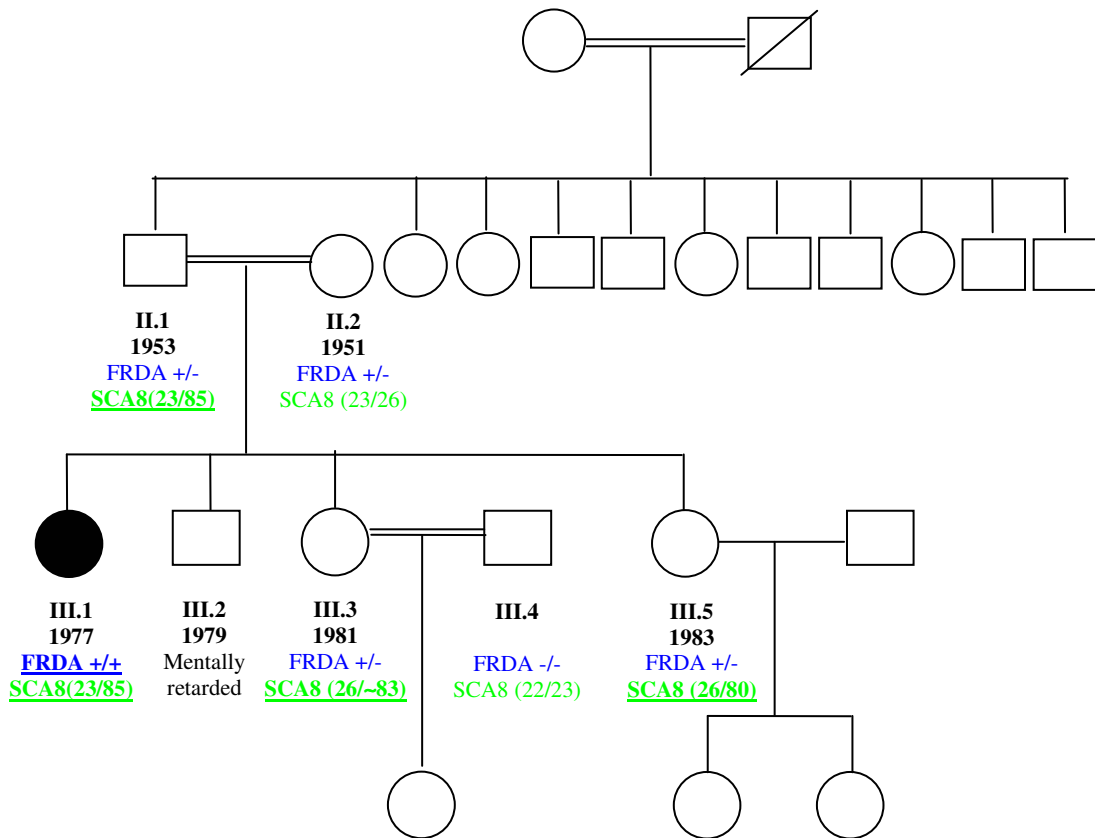 II.1
1953
FRDA +/-
SCA8(23/85)
II.2
1951
FRDA +/-
SCA8 (23/26)
III.1
1977
FRDA +/+
SCA8(23/85)
III.2
1979
Mentally
retarded
III.3
1981
FRDA +/-
SCA8 (26/~83)
III.4
FRDA -/-
SCA8 (22/23)
III.5
1983
FRDA +/-
SCA8 (26/80)